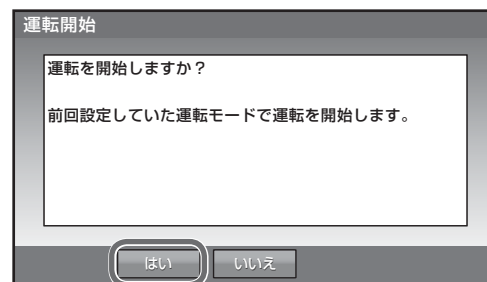 運転開始
運転を開始しますか？
前回設定していた運転モードで運転を開始します。
はい いいえ